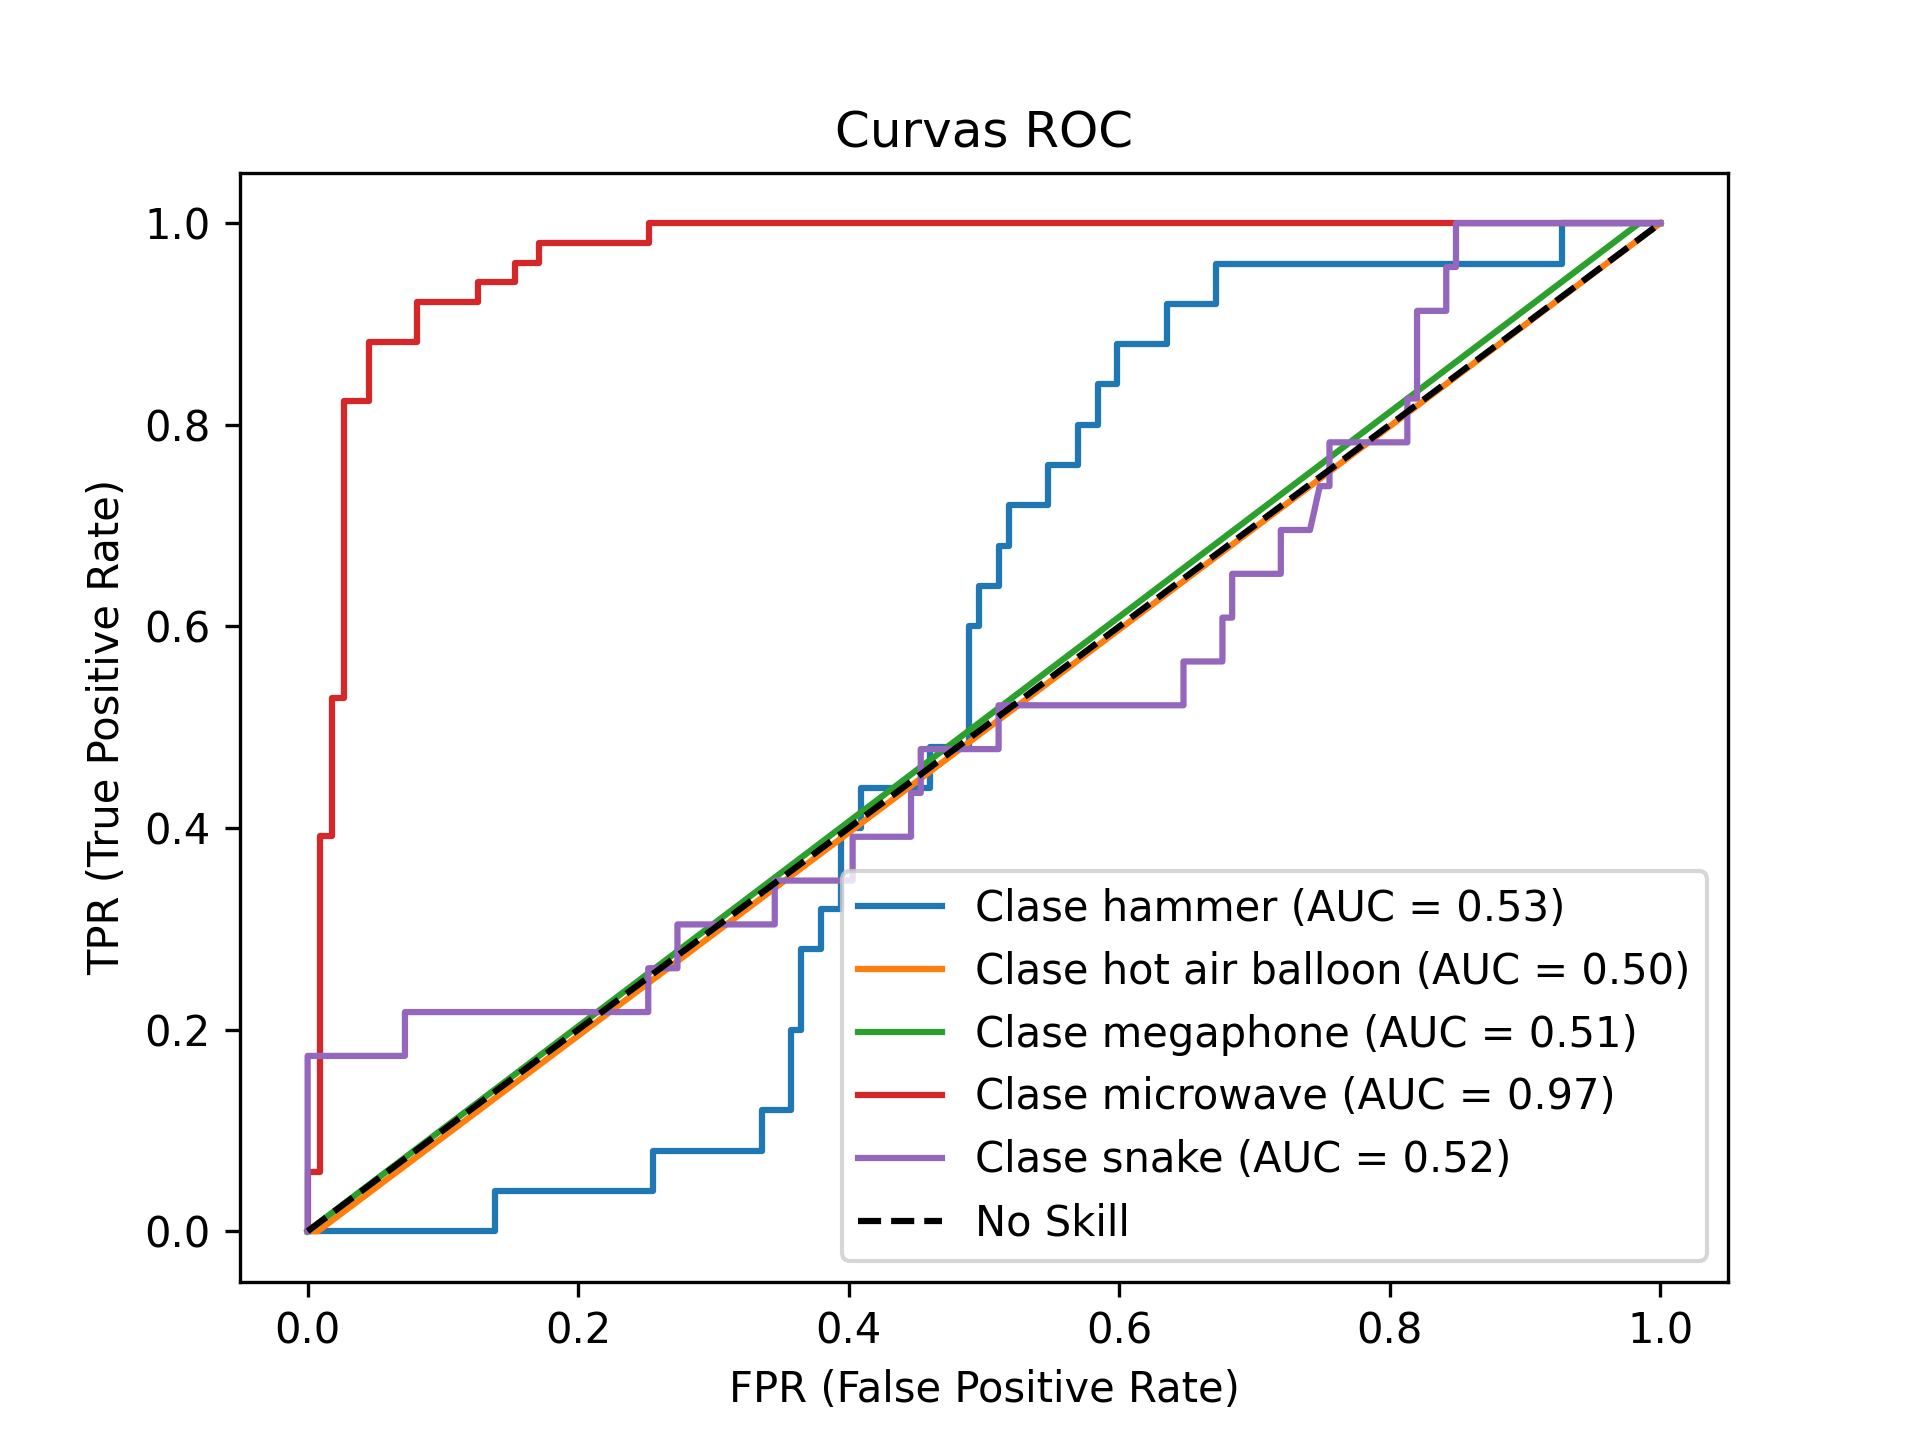 Curvas ROC
TPR (True Positive Rate)
1.0
0.8
0.6
0.4
0.2
0.0
Clase hammer (AUC = 0.53)
Clase hot air balloon (AUC = 0.50)
Clase megaphone (AUC = 0.51)
Clase microwave (AUC = 0.97)
Clase snake (AUC = 0.52)
No Skill
0.0 0.2 0.4 0.6 0.8 1.0
FPR (False Positive Rate)